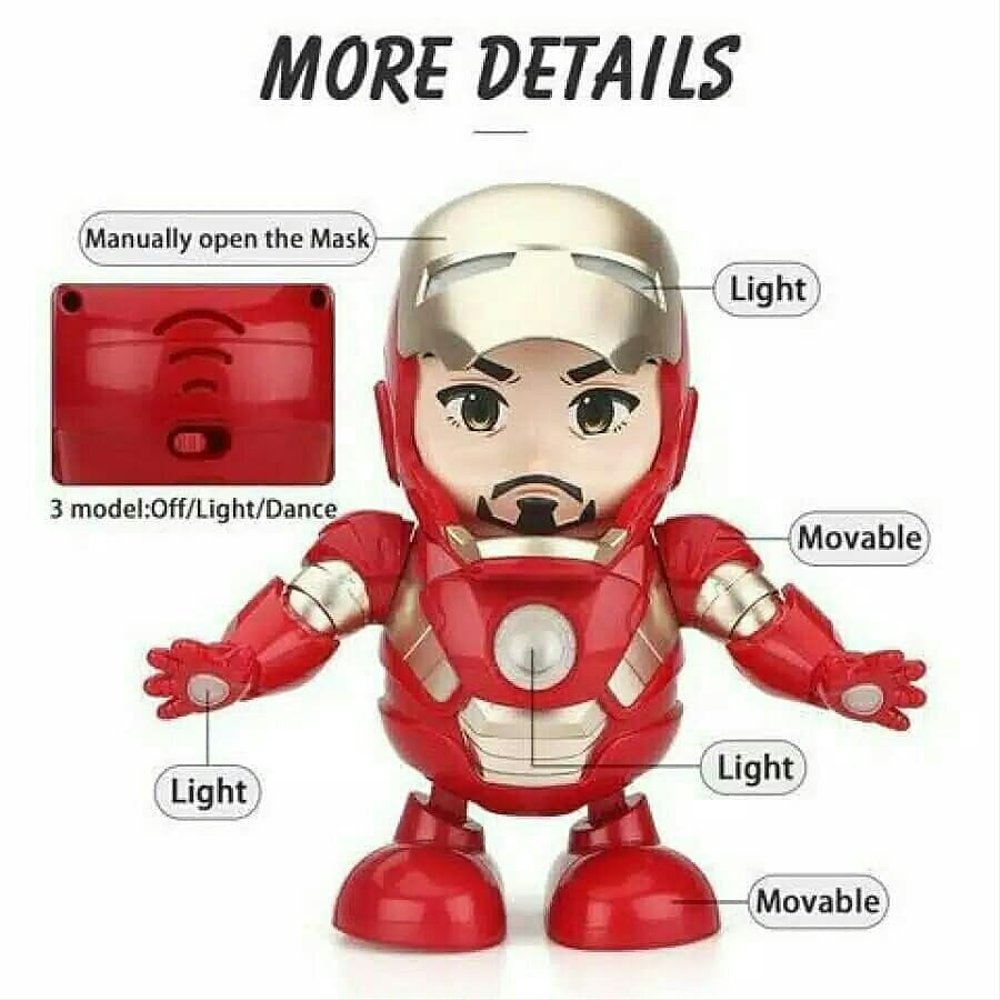 MORE DETAILS
Manually open the Mask
Light
3 model:Off/Light/Dance
Movable
Light
Light
Movable